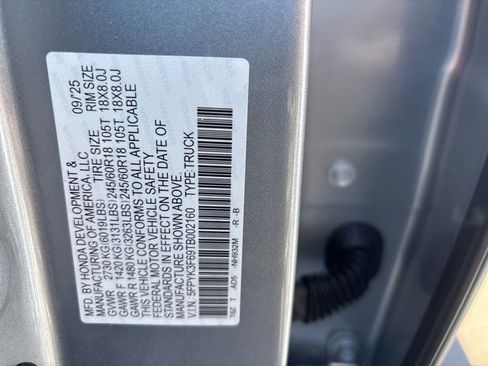 MFD. BY HONDA DEVELOPMENT & 09/25
MANUFACTURING OF AMERICA, LLC
GVWR 2730 KG(6019LBS) TIRE SIZE RIM SIZE
GAWR F 1420 KG(3131LBS) 245/60R18 105T 18X8.0J
GAWR R 1480 KG(3263LBS) 245/60R18 105T 18X8.0J
THIS VEHICLE CONFORMS TO ALL APPLICABLE
FEDERAL MOTOR VEHICLE SAFETY
STANDARDS IN EFFECT ON THE DATE OF
MANUFACTURE SHOWN ABOVE.
V.I.N.: 5FPYK3F69TB002160 TYPE:TRUCK
T6Z T A05 -NH932M -R -B